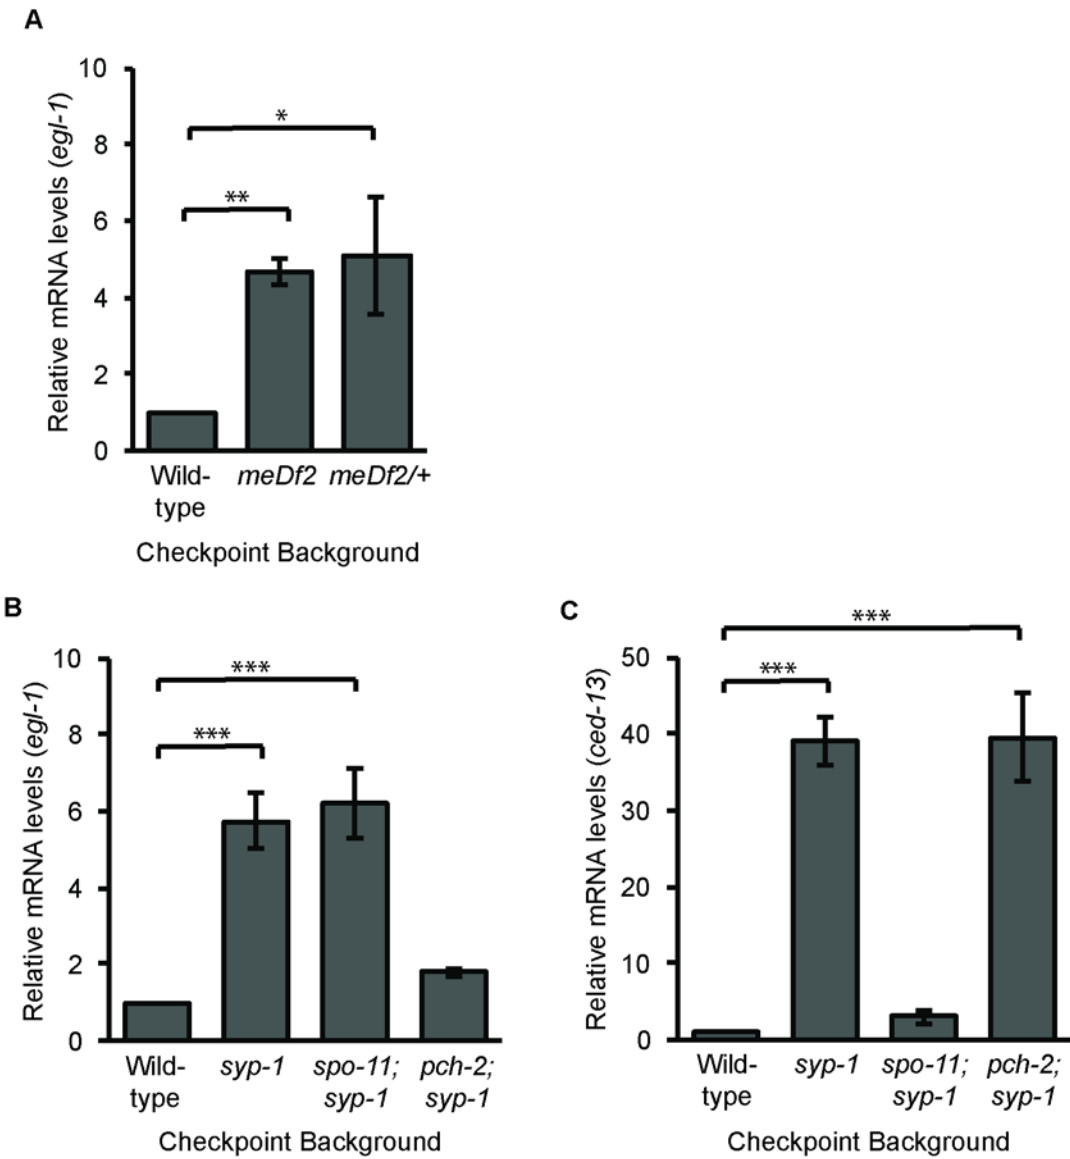 A
Relative mRNA levels (egl-1)
10
8
6
4
2
0
*
**
Wild-
type
meDf2
meDf2/+
Checkpoint Background
B
Relative mRNA levels (egl-1)
10
8
6
4
2
0
***
***
Wild-
type
syp-1
spo-11;
syp-1
pch-2;
syp-1
Checkpoint Background
C
Relative mRNA levels (ced-13)
50
40
30
20
10
0
***
***
Wild-
type
syp-1
spo-11;
syp-1
pch-2;
syp-1
Checkpoint Background